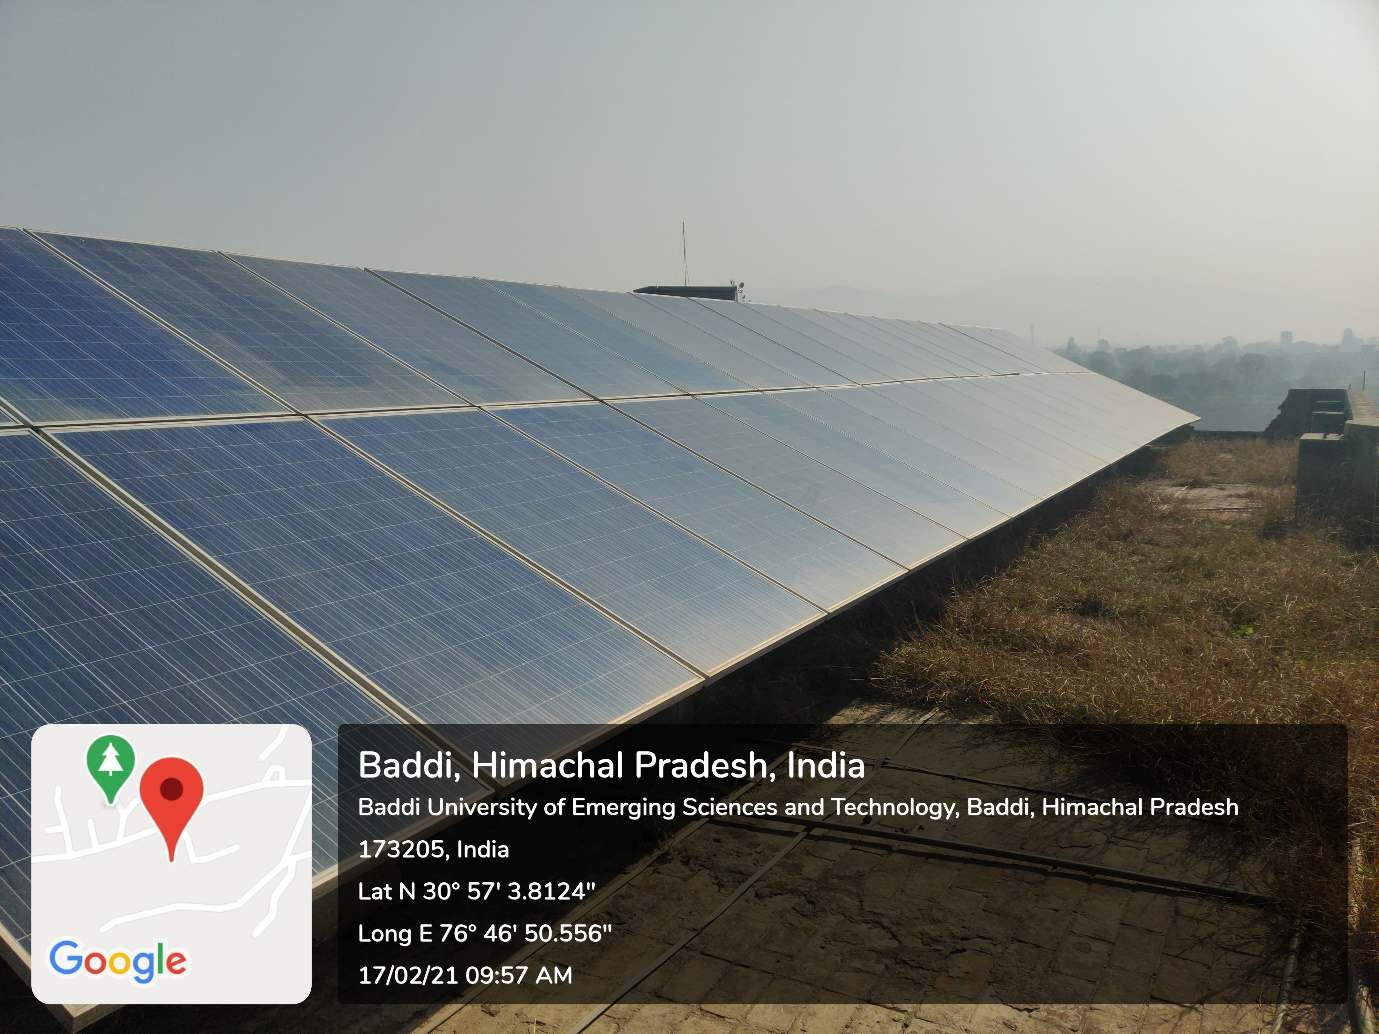 Baddi, Himachal Pradesh, India
Baddi University of Emerging Sciences and Technology, Baddi, Himachal Pradesh
173205, India
Lat N 30° 57' 3.8124"
Long E 76° 46' 50.556"
17/02/21 09:57 AM
Google